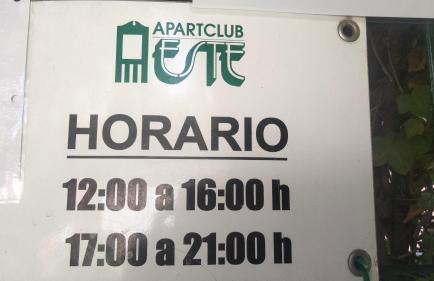 APARTCLUB
ESTE
HORARIO
12:00 a 16:00 h
17:00 a 21:00 h